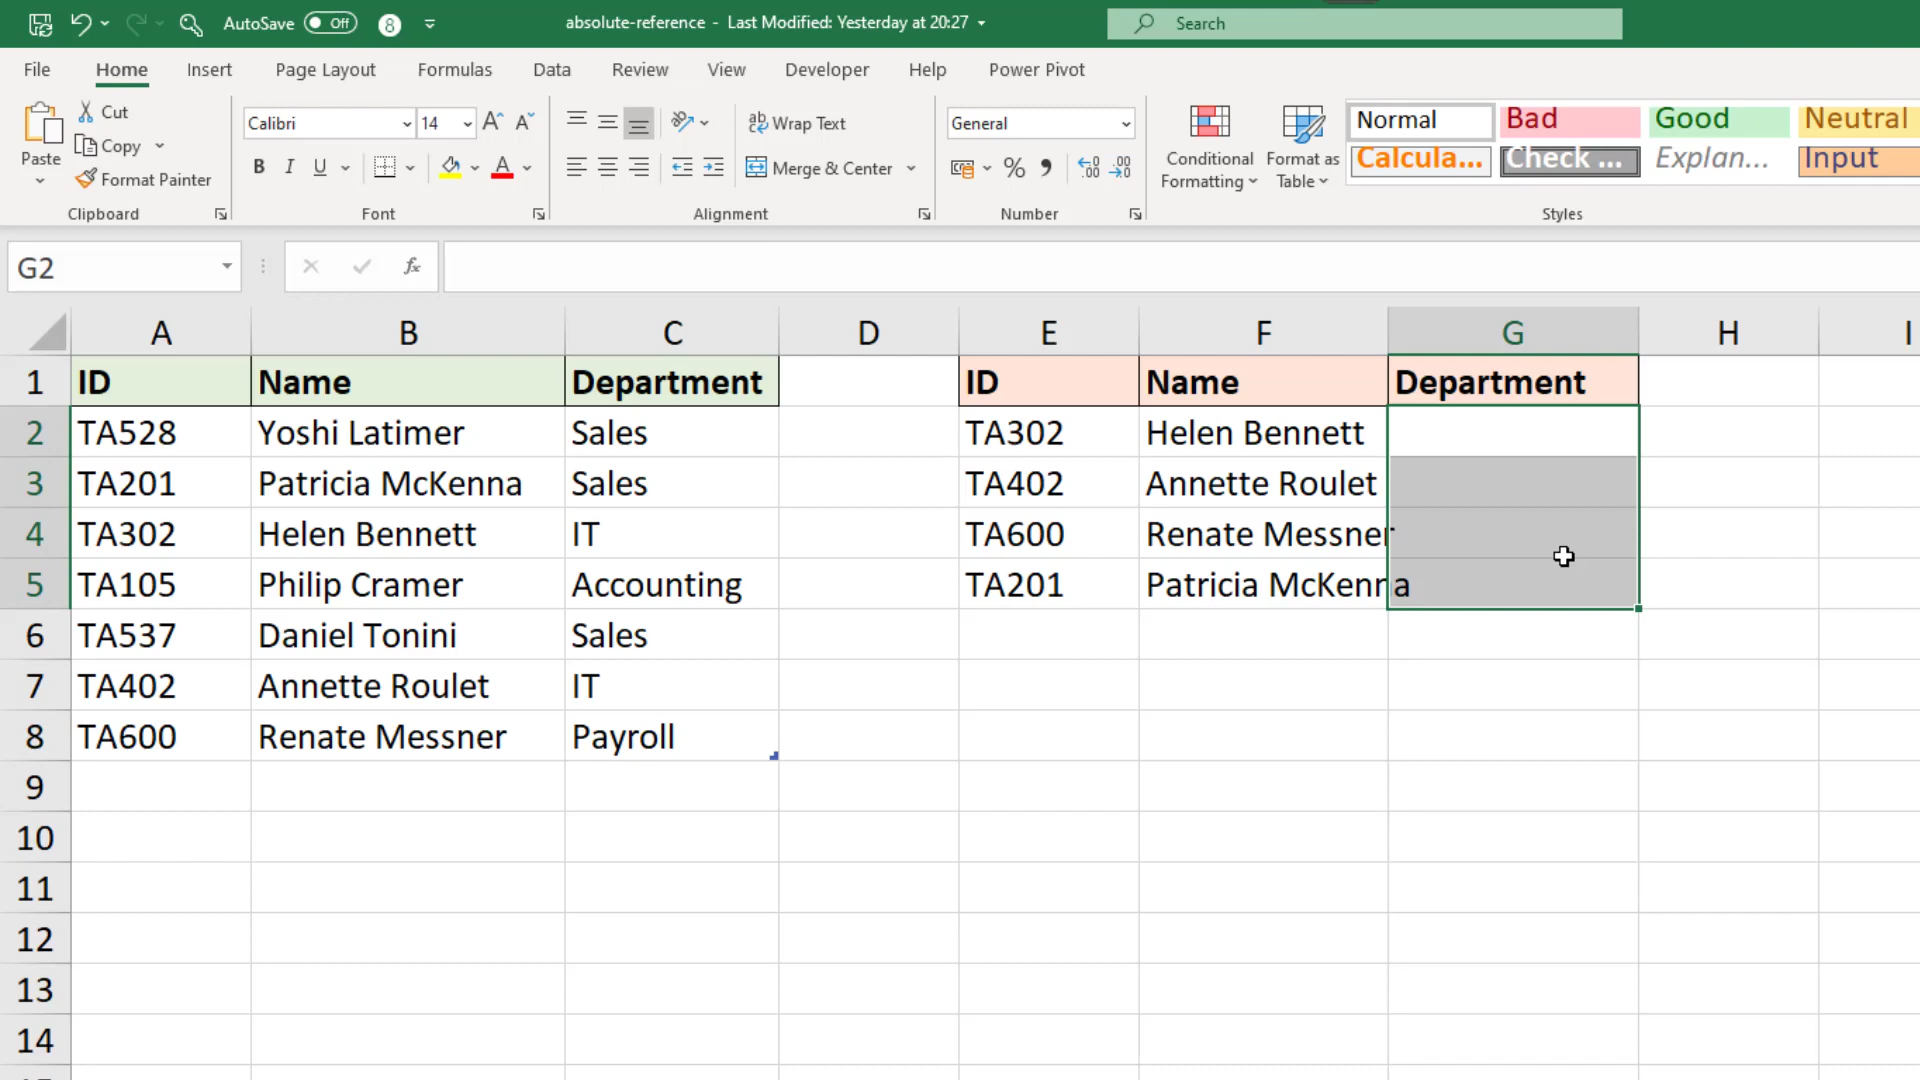 AutoSave Off 8 absolute-reference - Last Modified: Yesterday at 20:27 Search
File Home Insert Page Layout Formulas Data Review View Developer Help Power Pivot
Paste
Cut
Copy
Format Painter
Clipboard
Calibri 14 A A
B I U A
Font
ab Wrap Text
Merge & Center
Alignment
General
% , .00 .00
Number
Conditional Formatting
Format as Table
Normal Bad Good Neutral
Calcula... Check ... Explan... Input
Styles
G2 fx
A B C D E F G H I
1 ID Name Department ID Name Department
2 TA528 Yoshi Latimer Sales TA302 Helen Bennett
3 TA201 Patricia McKenna Sales TA402 Annette Roulet
4 TA302 Helen Bennett IT TA600 Renate Messner
5 TA105 Philip Cramer Accounting TA201 Patricia McKenna
6 TA537 Daniel Tonini Sales
7 TA402 Annette Roulet IT
8 TA600 Renate Messner Payroll
9
10
11
12
13
14